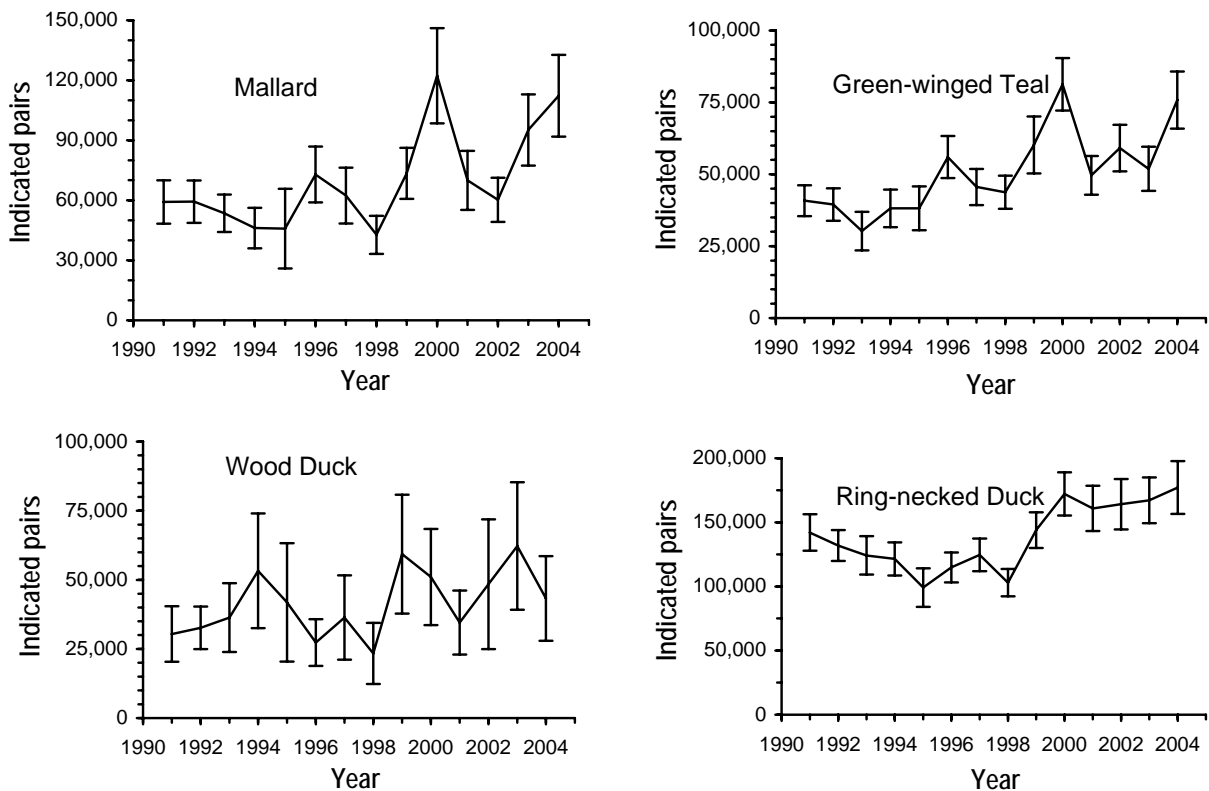 Mallard
Indicated pairs
150,000
120,000
90,000
60,000
30,000
0
1990 1992 1994 1996 1998 2000 2002 2004
Year
Green-winged Teal
Indicated pairs
100,000
75,000
50,000
25,000
0
1990 1992 1994 1996 1998 2000 2002 2004
Year
Wood Duck
Indicated pairs
100,000
75,000
50,000
25,000
0
1990 1992 1994 1996 1998 2000 2002 2004
Year
Ring-necked Duck
Indicated pairs
200,000
150,000
100,000
50,000
0
1990 1992 1994 1996 1998 2000 2002 2004
Year